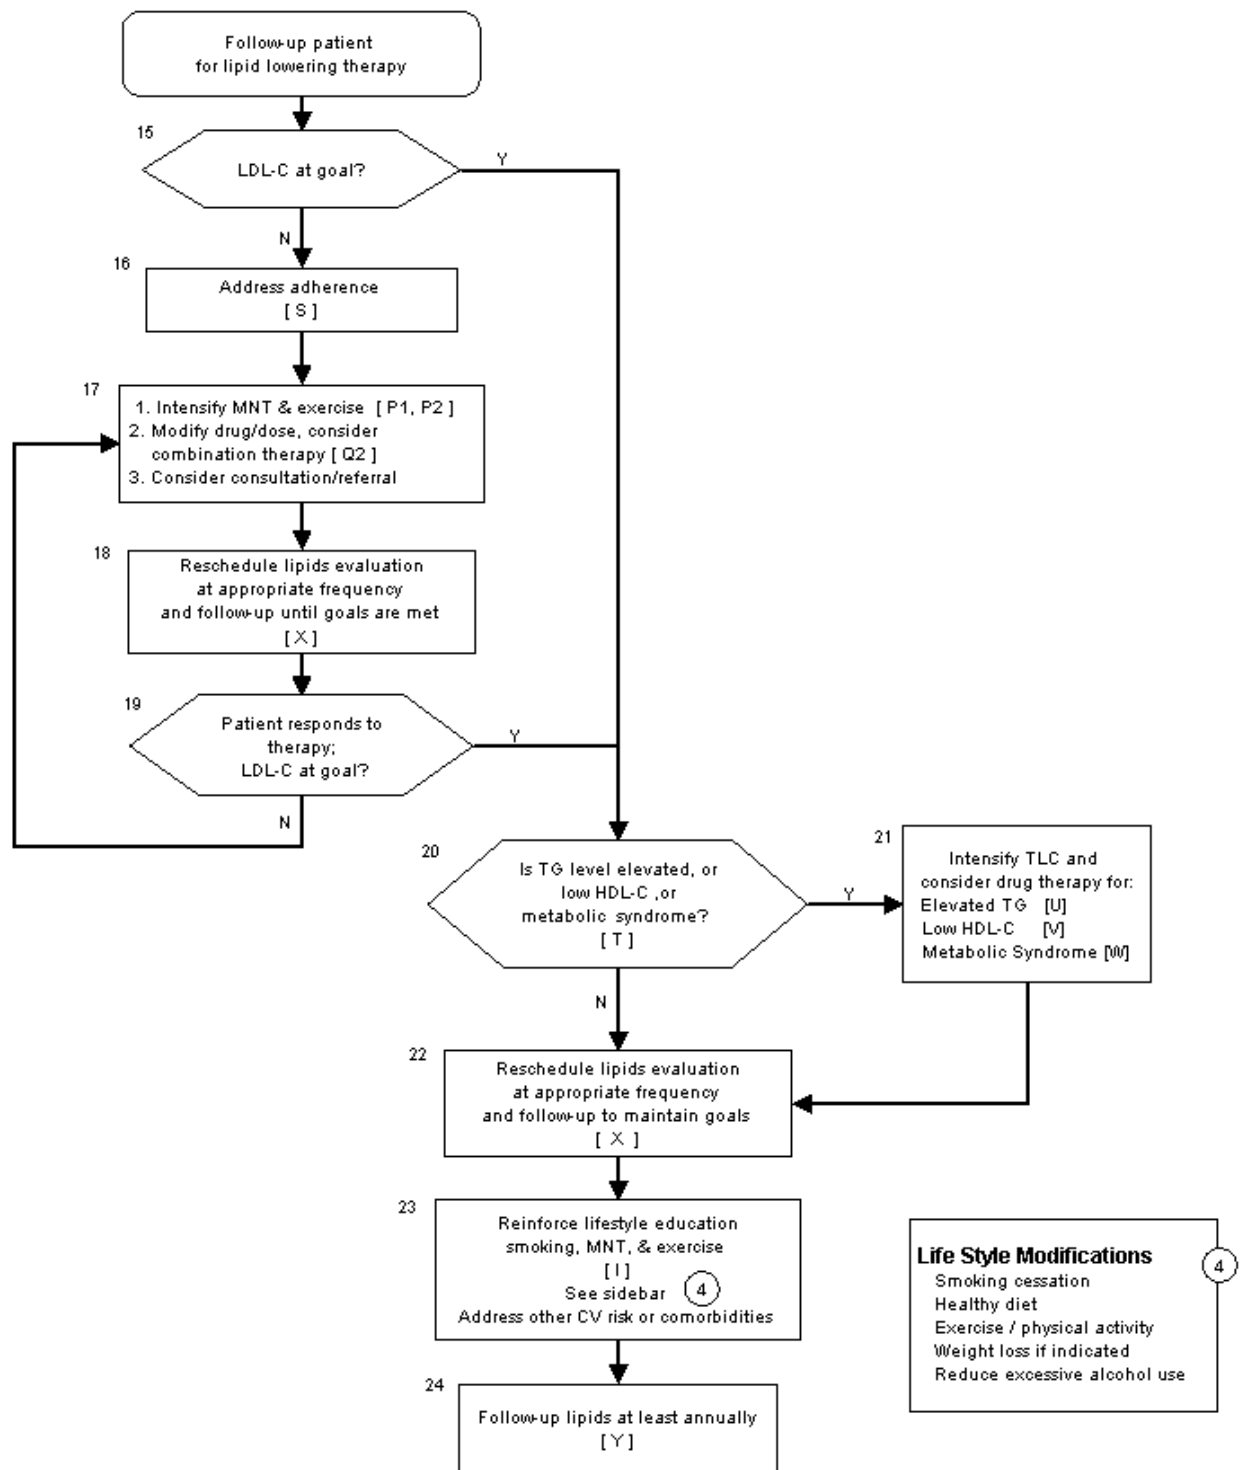 Follow-up patient
for lipid lowering therapy
15
LDL-C at goal?
Y
N
16
Address adherence
[ S ]
17
1. Intensify MNT & exercise [ P1, P2 ]
2. Modify drug/dose, consider
combination therapy [ Q2 ]
3. Consider consultation/referral
18
Reschedule lipids evaluation
at appropriate frequency
and follow-up until goals are met
[ X ]
19
Patient responds to
therapy;
LDL-C at goal?
Y
N
20
Is TG level elevated, or
low HDL-C ,or
metabolic syndrome?
[ T ]
Y
N
21
Intensify TLC and
consider drug therapy for:
Elevated TG [U]
Low HDL-C [V]
Metabolic Syndrome [W]
22
Reschedule lipids evaluation
at appropriate frequency
and follow-up to maintain goals
[ X ]
23
Reinforce lifestyle education
smoking, MNT, & exercise
[ I ]
See sidebar 4
Address other CV risk or comorbidities
24
Follow-up lipids at least annually
[ Y ]
Life Style Modifications
4
Smoking cessation
Healthy diet
Exercise / physical activity
Weight loss if indicated
Reduce excessive alcohol use